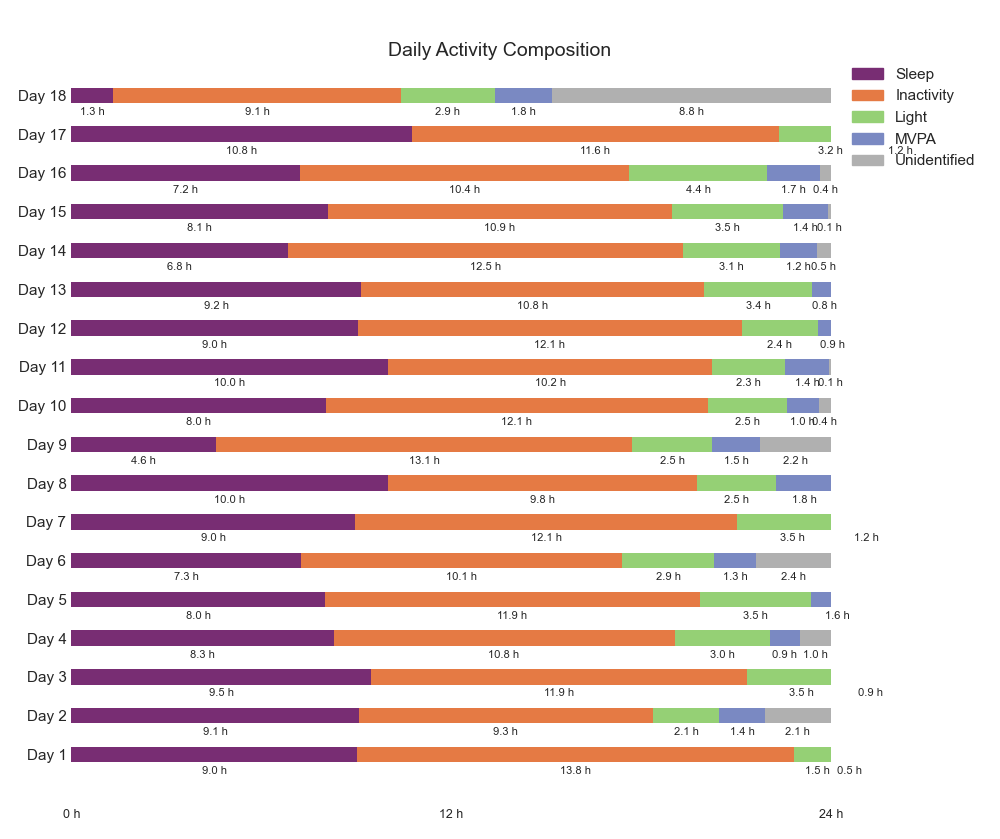 Daily Activity Composition
Sleep
Inactivity
Light
MVPA
Unidentified
Day 18
1.3 h 9.1 h 2.9 h 1.8 h 8.8 h
Day 17
10.8 h 11.6 h 3.2 h 1.2 h
Day 16
7.2 h 10.4 h 4.4 h 1.7 h 0.4 h
Day 15
8.1 h 10.9 h 3.5 h 1.4 h 0.1 h
Day 14
6.8 h 12.5 h 3.1 h 1.2 h 0.5 h
Day 13
9.2 h 10.8 h 3.4 h 0.8 h
Day 12
9.0 h 12.1 h 2.4 h 0.9 h
Day 11
10.0 h 10.2 h 2.3 h 1.4 h 0.1 h
Day 10
8.0 h 12.1 h 2.5 h 1.0 h 0.4 h
Day 9
4.6 h 13.1 h 2.5 h 1.5 h 2.2 h
Day 8
10.0 h 9.8 h 2.5 h 1.8 h
Day 7
9.0 h 12.1 h 3.5 h 1.2 h
Day 6
7.3 h 10.1 h 2.9 h 1.3 h 2.4 h
Day 5
8.0 h 11.9 h 3.5 h 1.6 h
Day 4
8.3 h 10.8 h 3.0 h 0.9 h 1.0 h
Day 3
9.5 h 11.9 h 3.5 h 0.9 h
Day 2
9.1 h 9.3 h 2.1 h 1.4 h 2.1 h
Day 1
9.0 h 13.8 h 1.5 h 0.5 h
0 h 12 h 24 h